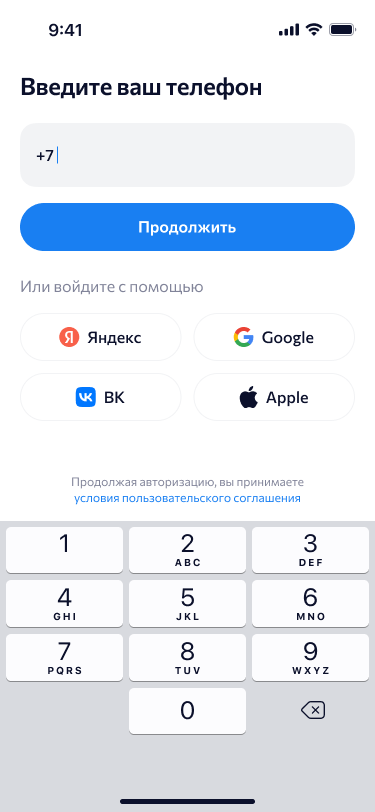 9:41
Введите ваш телефон
+7
Продолжить
Или войдите с помощью
Я Яндекс
Google
ВК
Apple
Продолжая авторизацию, вы принимаете
условия пользовательского соглашения
1
2
ABC
3
DEF
4
GHI
5
JKL
6
MNO
7
PQRS
8
TUV
9
WXYZ
0